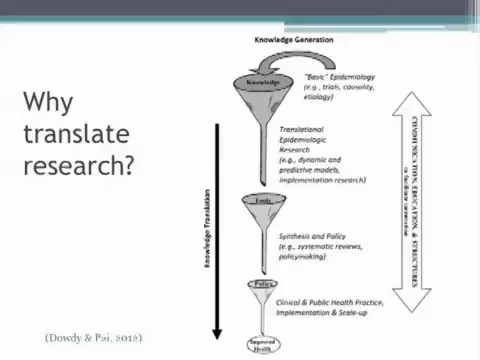 Why
translate
research?
(Dowdy & Pai, 2012)
Knowledge Generation
Knowledge
"Basic" Epidemiology
(e.g., trials, causality,
etiology)
Translational
Epidemiologic
Research
(e.g., dynamic and
predictive models,
implementation research)
Tools
Synthesis and Policy
(e.g., systematic reviews,
policymaking)
Policy
Clinical & Public Health Practice,
Implementation & Scale-up
Improved
Health
Knowledge Translation
COMMUNICATION, EDUCATION, & STRUCTURES